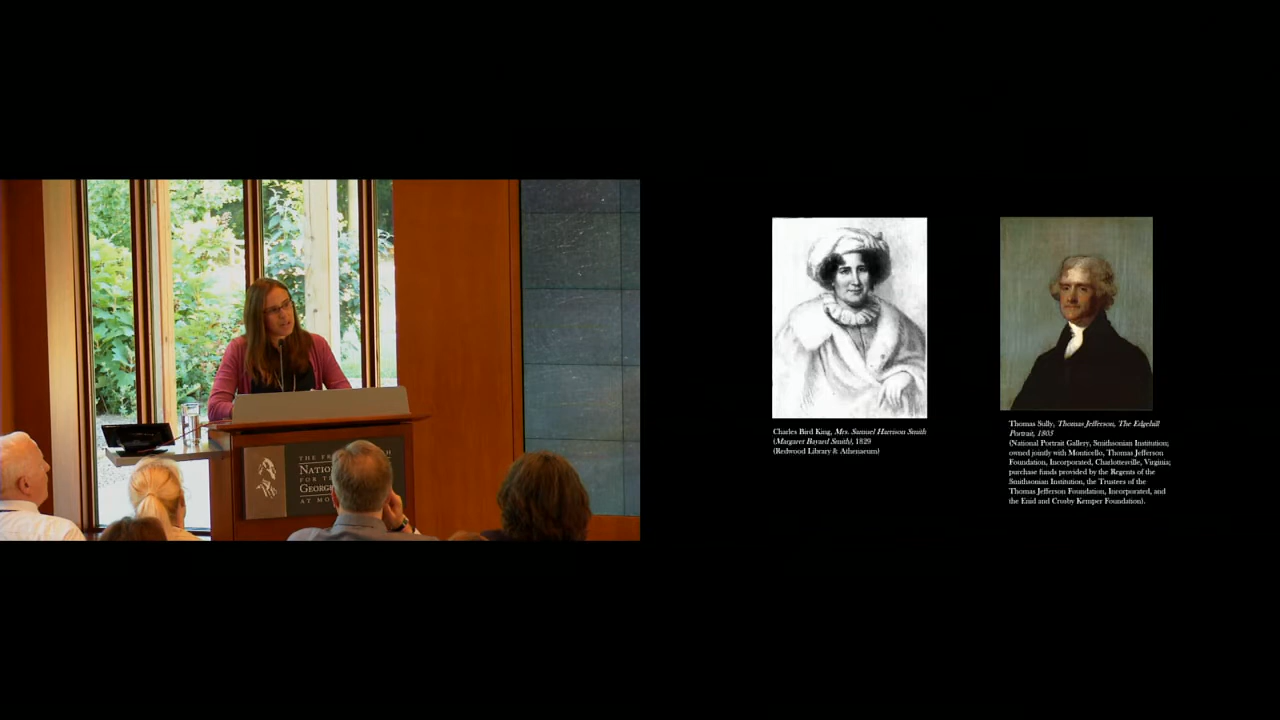 THE FR
NATIO
FOR T
GEORG
AT MO
Charles Bird King, Mrs. Samuel Harrison Smith
(Margaret Bayard Smith), 1829
(Redwood Library & Athenaeum)
Thomas Sully, Thomas Jefferson, The Edgehill
Portrait, 1805
(National Portrait Gallery, Smithsonian Institution;
owned jointly with Monticello, Thomas Jefferson
Foundation, Incorporated, Charlottesville, Virginia;
purchase funds provided by the Regents of the
Smithsonian Institution, the Trustees of the
Thomas Jefferson Foundation, Incorporated, and
the Enid and Crosby Kemper Foundation).